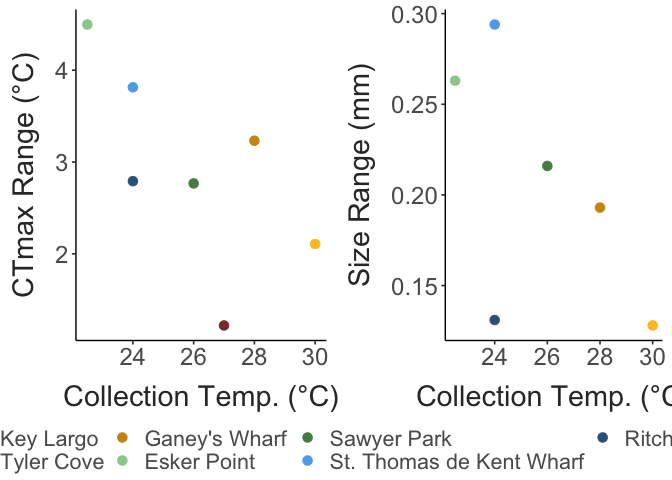 CTmax Range (°C)
4
3
2
24 26 28 30
Collection Temp. (°C)
Size Range (mm)
0.30
0.25
0.20
0.15
24 26 28 30
Collection Temp. (°C
Key Largo Ganey's Wharf Sawyer Park Ritch
Tyler Cove Esker Point St. Thomas de Kent Wharf